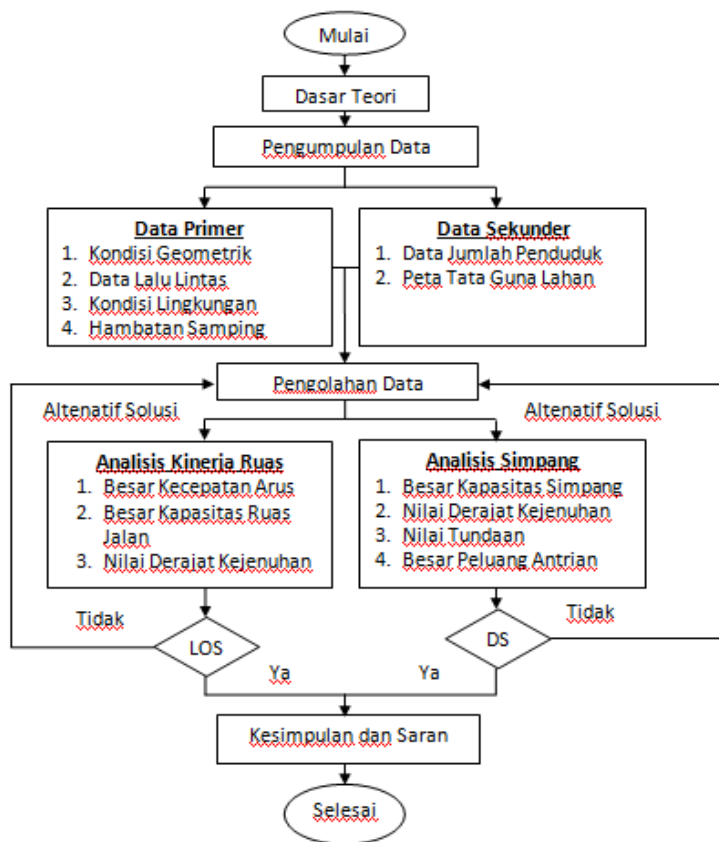 Mulai
Dasar Teori
Pengumpulan Data
Data Primer
1. Kondisi Geometrik
2. Data Lalu Lintas
3. Kondisi Lingkungan
4. Hambatan Samping
Data Sekunder
1. Data Jumlah Penduduk
2. Peta Tata Guna Lahan
Pengolahan Data
Altenatif Solusi
Altenatif Solusi
Analisis Kinerja Ruas
1. Besar Kecepatan Arus
2. Besar Kapasitas Ruas
Jalan
3. Nilai Derajat Kejenuhan
Analisis Simpang
1. Besar Kapasitas Simpang
2. Nilai Derajat Kejenuhan
3. Nilai Tundaan
4. Besar Peluang Antrian
Tidak
LOS
Ya
DS
Tidak
Ya
Kesimpulan dan Saran
Selesai